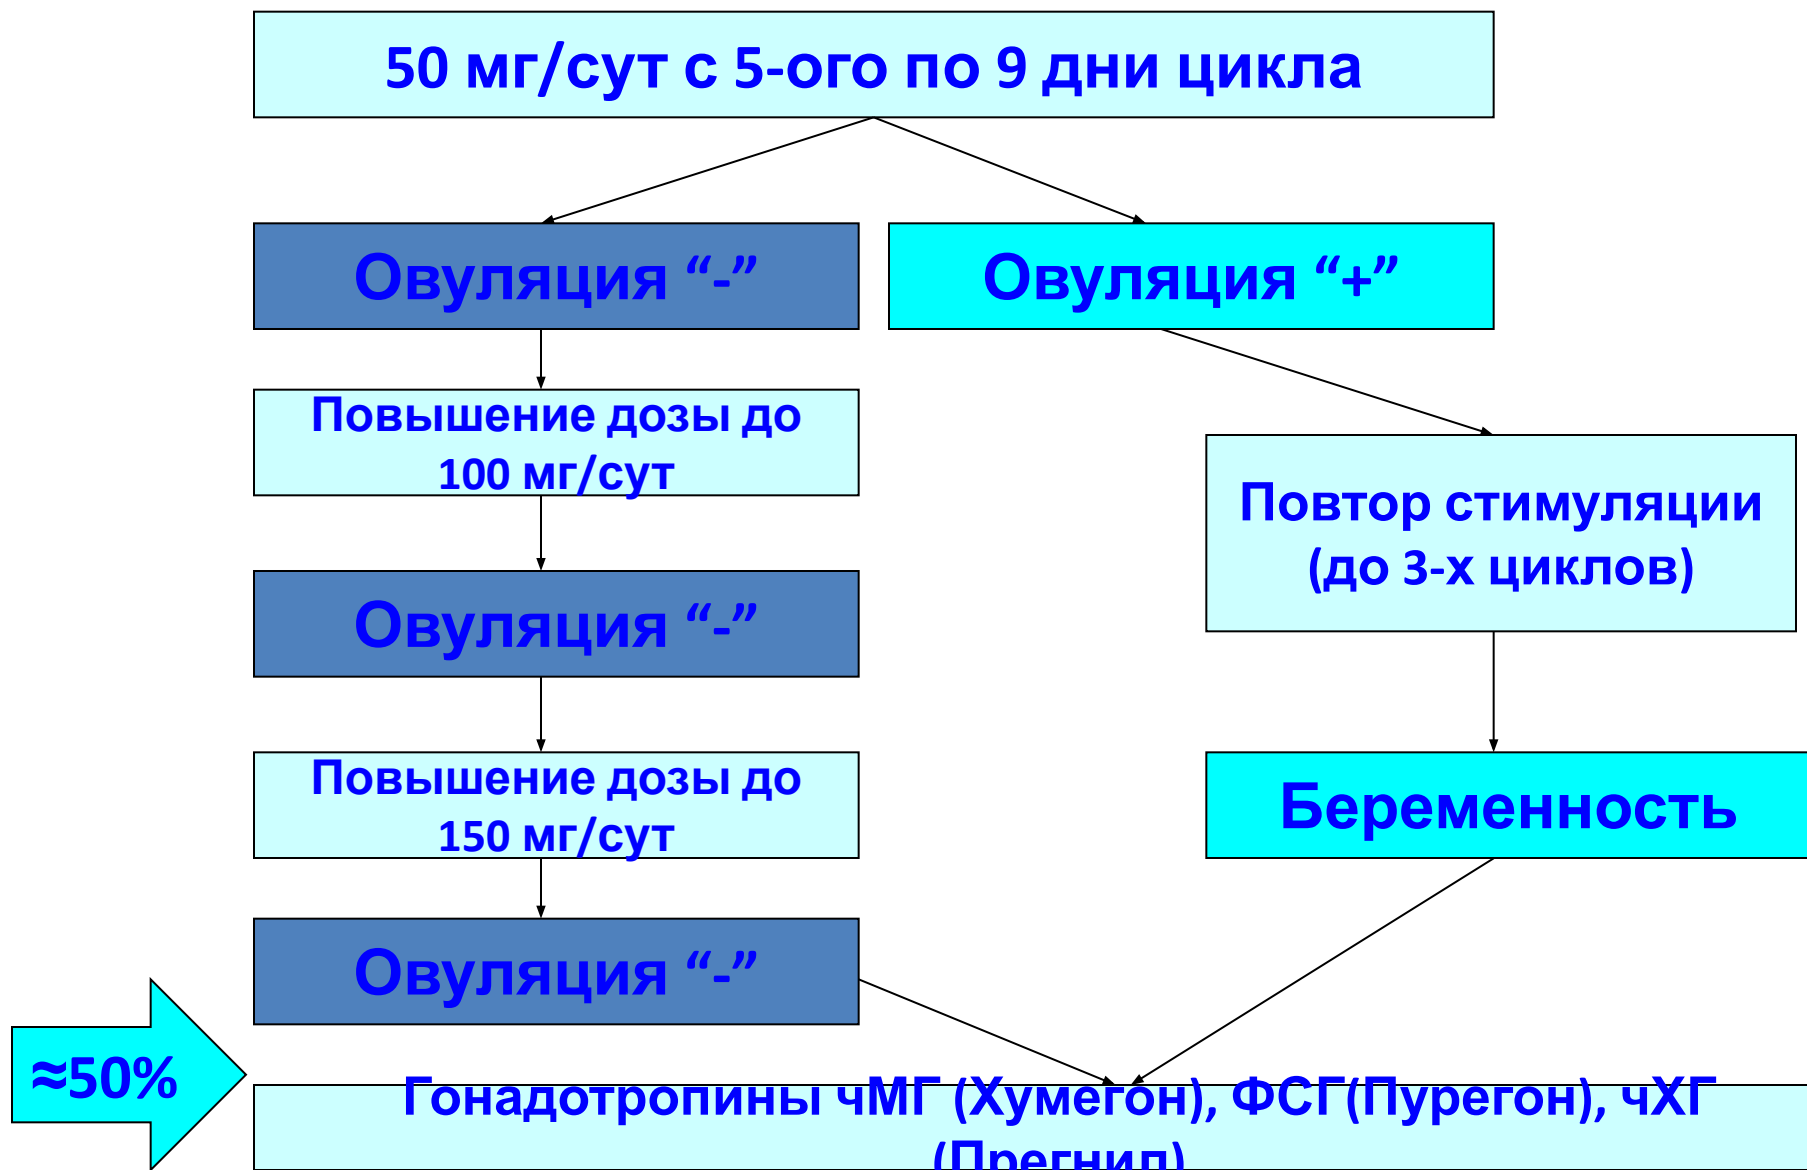 50 мг/сут с 5-ого по 9 дни цикла
Овуляция “-”
Овуляция “+”
Повышение дозы до
100 мг/сут
Повтор стимуляции
(до 3-х циклов)
Овуляция “-”
Повышение дозы до
150 мг/сут
Беременность
Овуляция “-”
≈50%
Гонадотропины чМГ (Хумегон), ФСГ(Пурегон), чХГ
(Прегнил)